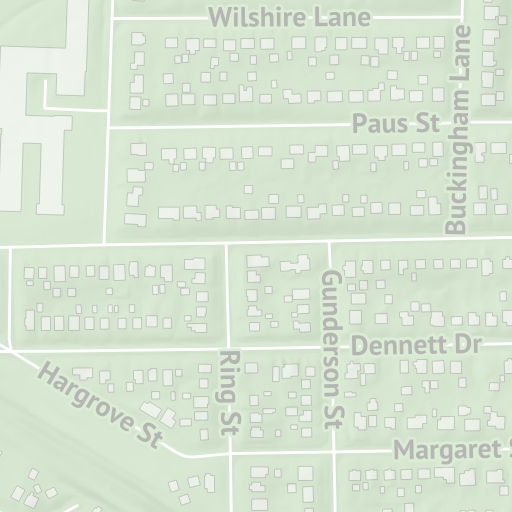 Wilshire Lane
Paus St
Buckingham Lane
Gunderson St
Dennett Dr
Ring St
Hargrove St
Margaret S